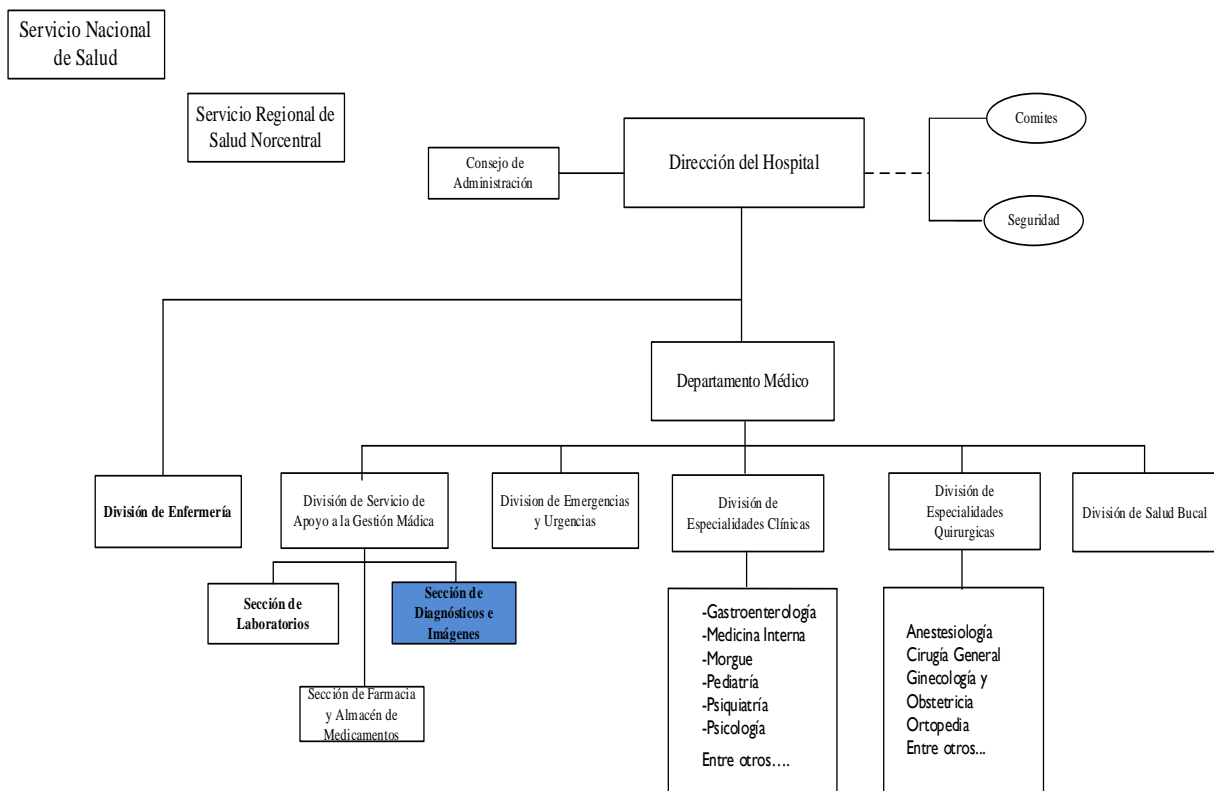 Servicio Nacional
de Salud
Servicio Regional de
Salud Norcentral
Consejo de
Administración
Dirección del Hospital
Comites
Seguridad
Departamento Médico
División de Enfermería
División de Servicio de
Apoyo a la Gestión Mádica
Division de Emergencias
y Urgencias
División de
Especialidades Clínicas
División de
Especialidades
Quirurgicas
División de Salud Bucal
Sección de
Laboratorios
Sección de
Diagnósticos e
Imágenes
Sección de Farmacia
y Almacén de
Medicamentos
-Gastroenterología
-Medicina Interna
-Morgue
-Pediatría
-Psiquiatría
-Psicología
Entre otros....
Anestesiología
Cirugía General
Ginecología y
Obstetricia
Ortopedia
Entre otros...